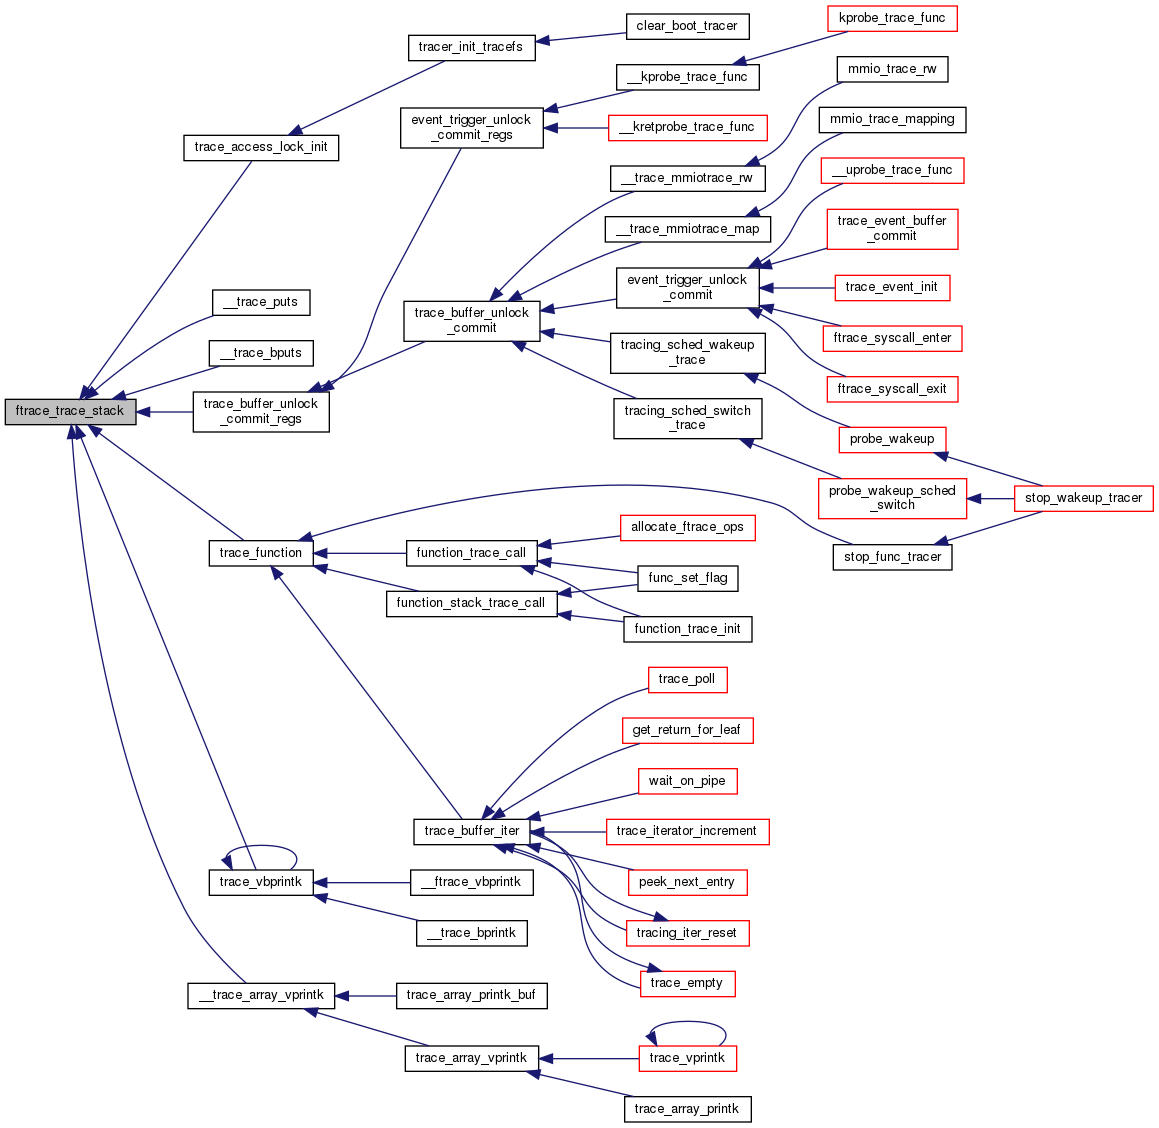 kprobe_trace_func
clear_boot_tracer
tracer_init_tracefs
mmio_trace_rw
__kprobe_trace_func
event_trigger_unlock
_commit_regs
mmio_trace_mapping
__kretprobe_trace_func
trace_access_lock_init
__uprobe_trace_func
__trace_mmiotrace_rw
trace_event_buffer
_commit
__trace_mmiotrace_map
event_trigger_unlock
_commit
trace_event_init
__trace_puts
trace_buffer_unlock
_commit
ftrace_syscall_enter
__trace_bputs
tracing_sched_wakeup
_trace
ftrace_syscall_exit
ftrace_trace_stack
trace_buffer_unlock
_commit_regs
tracing_sched_switch
_trace
probe_wakeup
probe_wakeup_sched
_switch
stop_wakeup_tracer
allocate_ftrace_ops
trace_function
function_trace_call
stop_func_tracer
func_set_flag
function_stack_trace_call
function_trace_init
trace_poll
get_return_for_leaf
wait_on_pipe
trace_buffer_iter
trace_iterator_increment
trace_vbprintk
__ftrace_vbprintk
peek_next_entry
__trace_bprintk
tracing_iter_reset
trace_empty
__trace_array_vprintk
trace_array_printk_buf
trace_array_vprintk
trace_vprintk
trace_array_printk